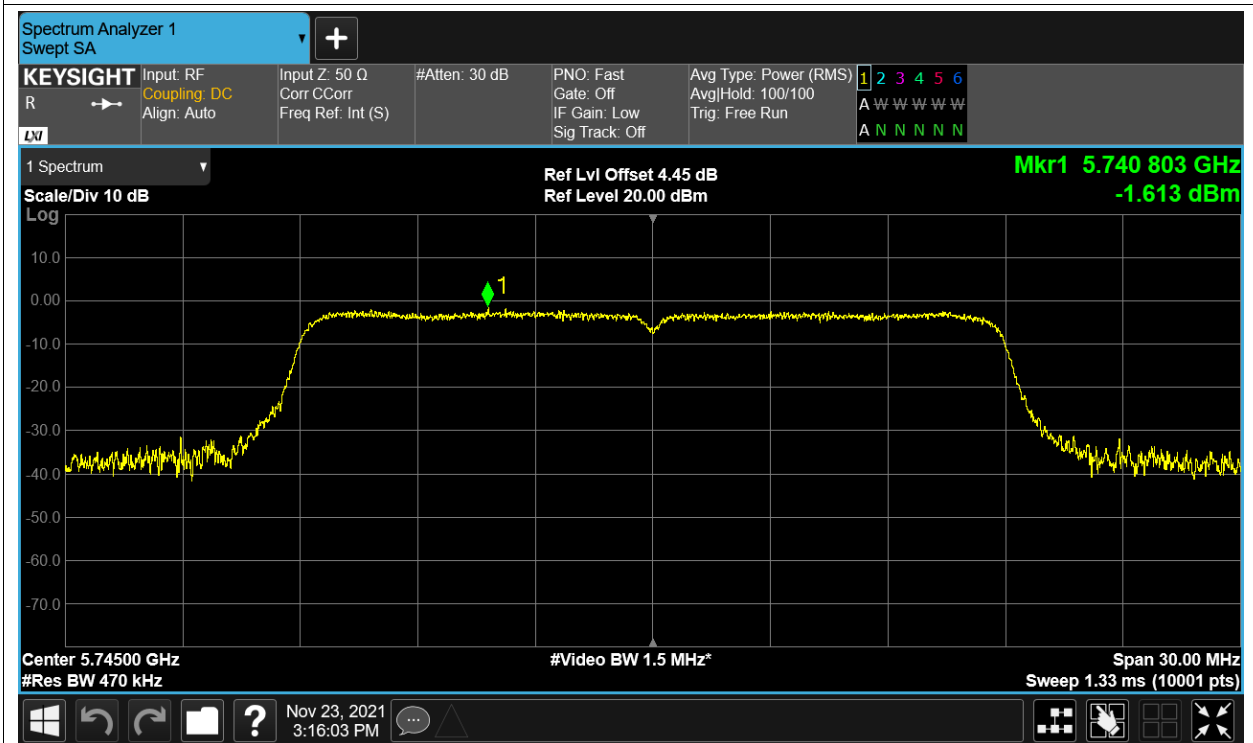 Spectrum Analyzer 1
Swept SA
KEYSIGHT
R
LXI
Input: RF
Coupling: DC
Align: Auto
Input Z: 50 Ω
Corr CCorr
Freq Ref: Int (S)
#Atten: 30 dB
PNO: Fast
Gate: Off
IF Gain: Low
Sig Track: Off
Avg Type: Power (RMS)
Avg|Hold: 100/100
Trig: Free Run
1 2 3 4 5 6
A W W W W W
A N N N N N
1 Spectrum
Scale/Div 10 dB
Log
Ref Lvl Offset 4.45 dB
Ref Level 20.00 dBm
Mkr1 5.740 803 GHz
-1.613 dBm
10.0
0.00
-10.0
-20.0
-30.0
-40.0
-50.0
-60.0
-70.0
1
Center 5.74500 GHz
#Res BW 470 kHz
#Video BW 1.5 MHz*
Span 30.00 MHz
Sweep 1.33 ms (10001 pts)
?
Nov 23, 2021
3:16:03 PM